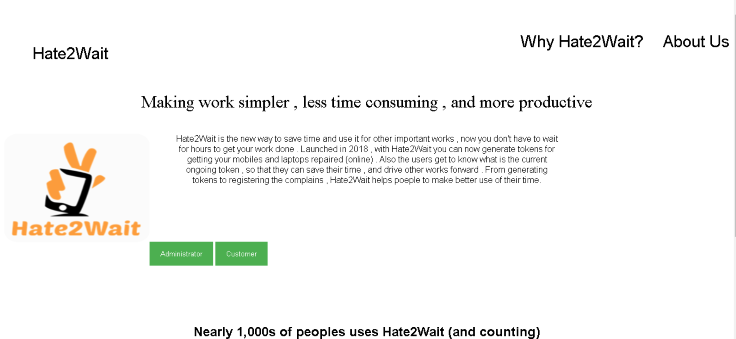 Hate2Wait
Why Hate2Wait? About Us
Making work simpler , less time consuming , and more productive
Hate2Wait is the new way to save time and use it for other important works , now you don't have to wait
for hours to get your work done . Launched in 2018 , with Hate2Wait you can now generate tokens for
getting your mobiles and laptops repaired (online) . Also the users get to know what is the current
ongoing token , so that they can save their time , and drive other works forward . From generating
tokens to registering the complains , Hate2Wait helps poeple to make better use of their time.
Hate2Wait
Administrator Customer
Nearly 1,000s of peoples uses Hate2Wait (and counting)